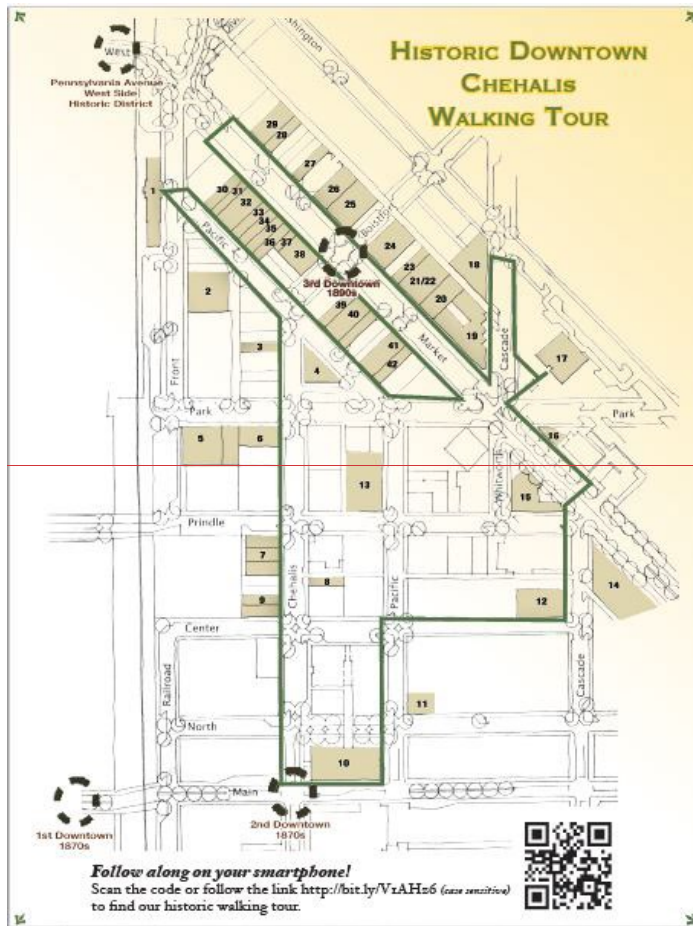 HISTORIC DOWNTOWN
CHEHALIS
WALKING TOUR
West
Pennsylvania Avenue
West Side
Historic District
29
28
27
26
25
Boistfort
24
23
21/22
20
19
18
1
30
31
32
33
34
35
36
37
38
Pacific
3rd Downtown
1890s
39
40
41
42
Market
Cascade
17
2
3
4
Front
Park
Park
16
5
6
13
Whitworth
15
Prindle
7
8
9
Chehalis
Pacific
14
12
Center
Railroad
Cascade
11
North
10
Main
1st Downtown
1870s
2nd Downtown
1870s
Follow along on your smartphone!
Scan the code or follow the link http://bit.ly/V1AHz6 (case sensitive)
to find our historic walking tour.